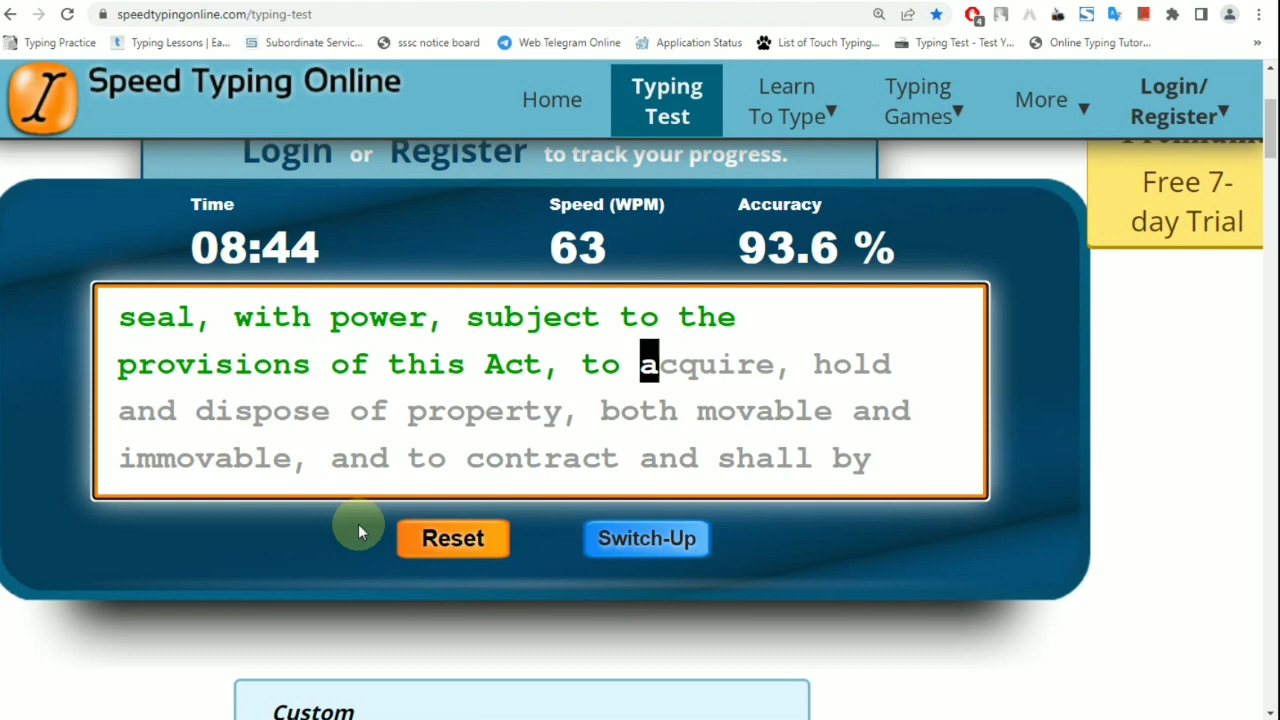 speedtypingonline.com/typing-test
4
Typing Practice
Typing Lessons | Ea...
Subordinate Servic...
sssc notice board
Web Telegram Online
Application Status
List of Touch Typing...
Typing Test - Test Y...
Online Typing Tutor...
»
Speed Typing Online
Home
Typing Test
Learn To Type
Typing Games
More
Login/ Register
Login or Register to track your progress.
Free 7-
day Trial
Time
08:44
Speed (WPM)
63
Accuracy
93.6 %
seal, with power, subject to the
provisions of this Act, to acquire, hold
and dispose of property, both movable and
immovable, and to contract and shall by
Reset
Switch-Up
Custom